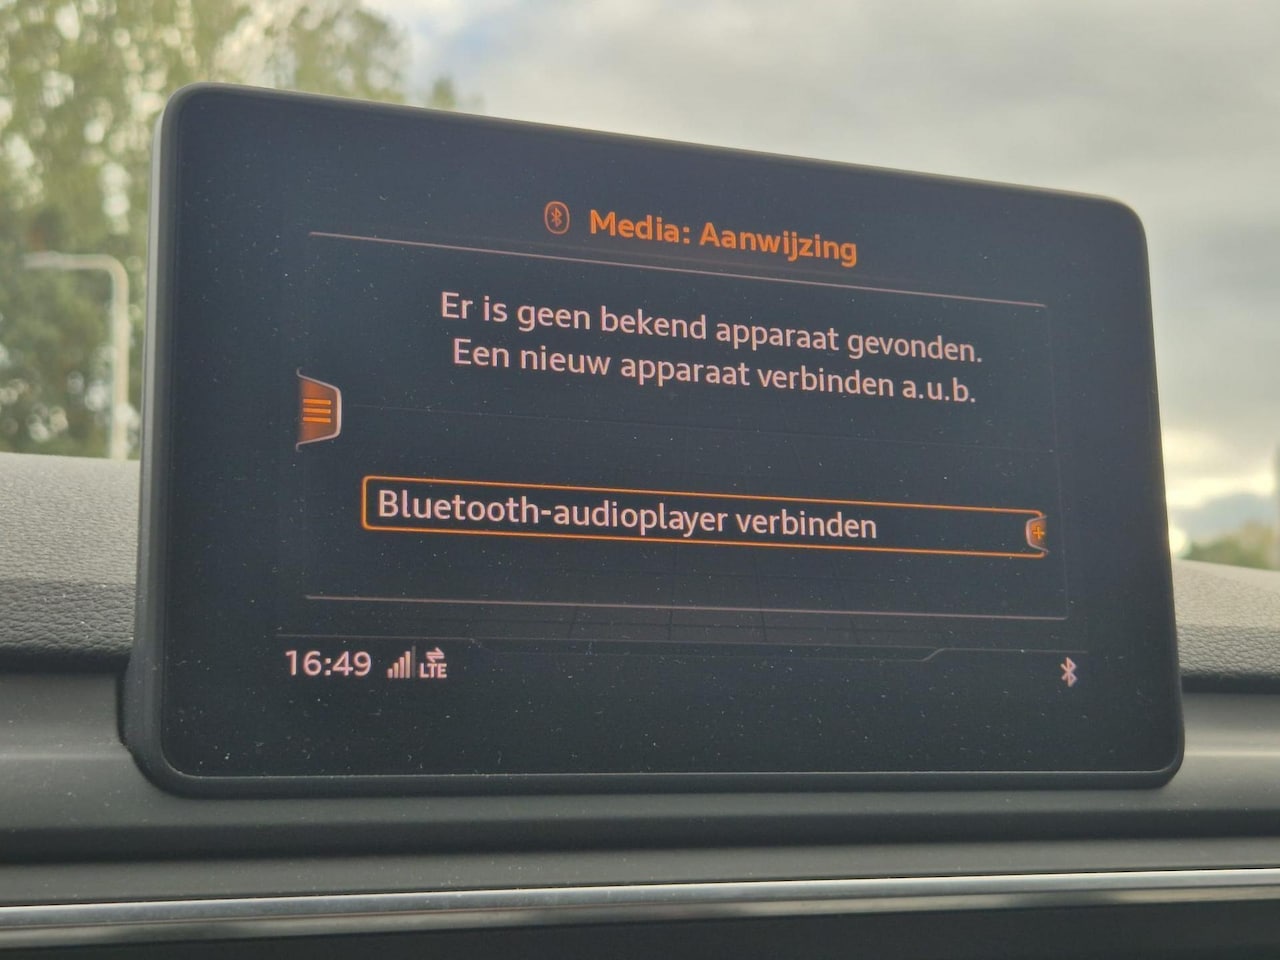 Media: Aanwijzing
Er is geen bekend apparaat gevonden.
Een nieuw apparaat verbinden a.u.b.
Bluetooth-audioplayer verbinden
16:49 LTE